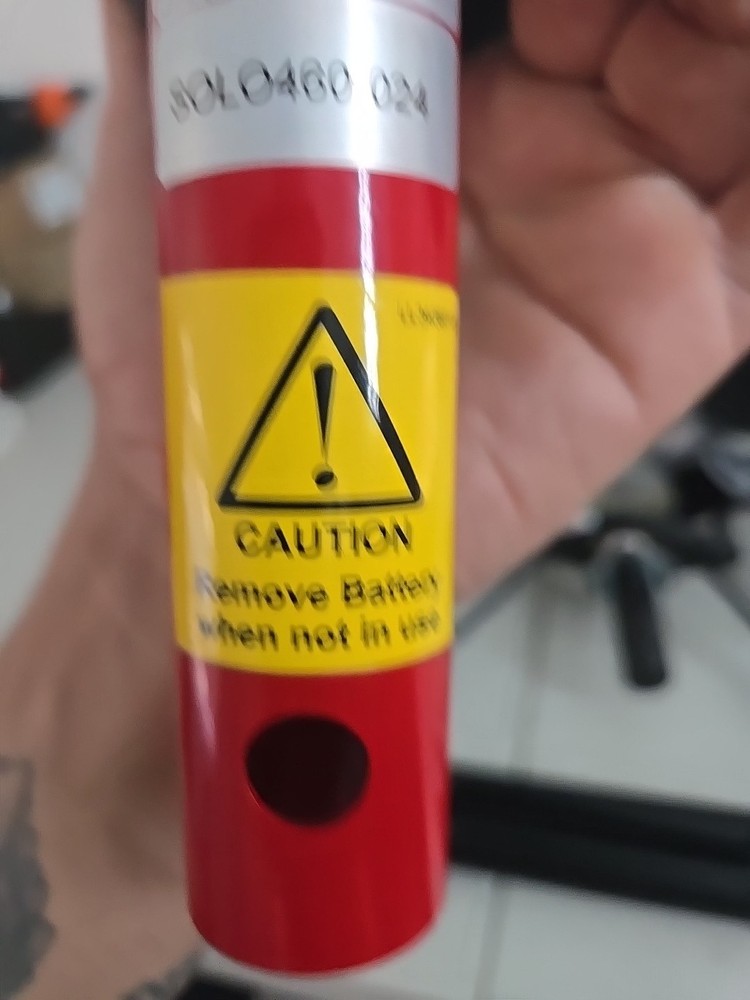 SOLO460 024
CAUTION
Remove Battery
when not in use